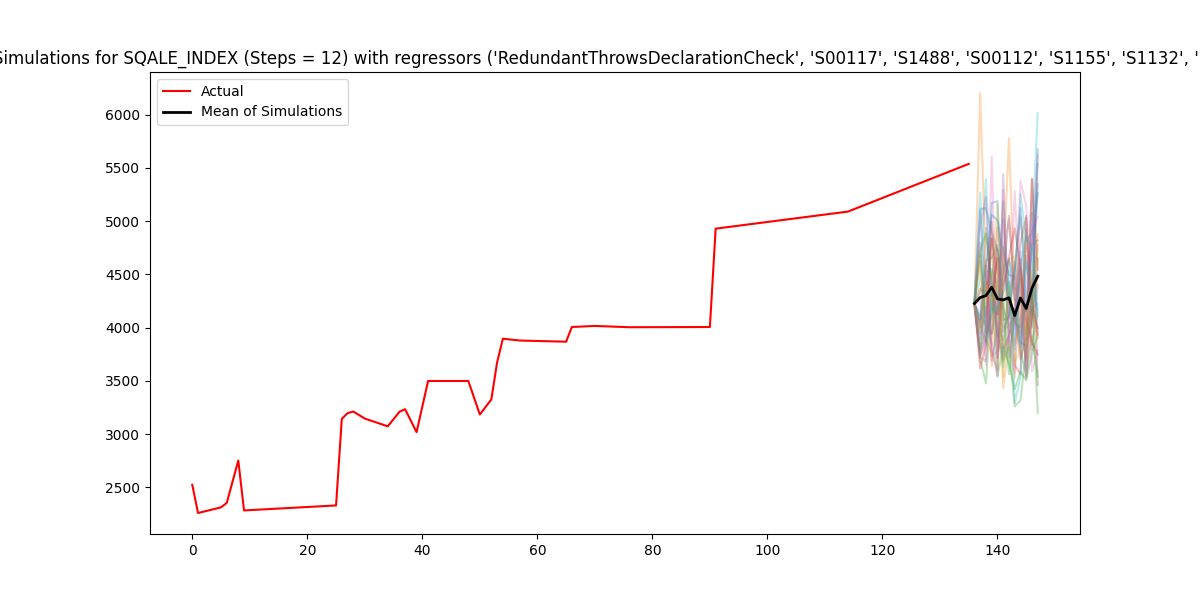 Simulations for SQALE_INDEX (Steps = 12) with regressors ('RedundantThrowsDeclarationCheck', 'S00117', 'S1488', 'S00112', 'S1155', 'S1132', '
Actual
Mean of Simulations
6000
5500
5000
4500
4000
3500
3000
2500
0 20 40 60 80 100 120 140